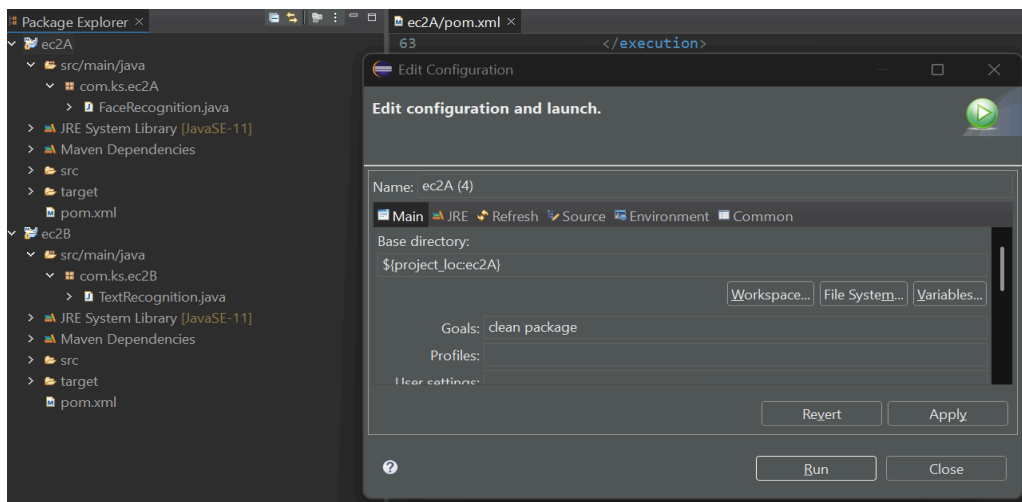 Package Explorer ×
ec2A
src/main/java
com.ks.ec2A
FaceRecognition.java
JRE System Library [JavaSE-11]
Maven Dependencies
src
target
pom.xml
ec2B
src/main/java
com.ks.ec2B
TextRecognition.java
JRE System Library [JavaSE-11]
Maven Dependencies
src
target
pom.xml
ec2A/pom.xml ×
63 </execution>
Edit Configuration
Edit configuration and launch.
Name: ec2A (4)
Main JRE Refresh Source Environment Common
Base directory:
${project_loc:ec2A}
Workspace... File System... Variables...
Goals: clean package
Profiles:
User settings:
Revert Apply
Run Close